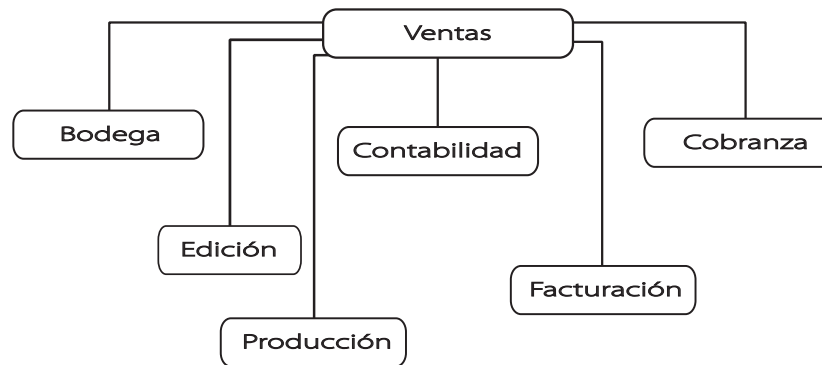 Ventas
Bodega
Contabilidad
Cobranza
Edición
Facturación
Producción